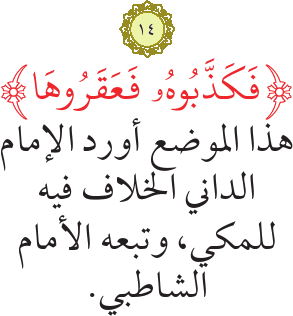 ١٤
﴿فَكَذَّبُوهُۥ فَعَقَرُوهَا﴾
هذا الموضع أورد الإمام
الداني الخلاف فيه
للمكي، وتبعه الأمام
الشاطبي.